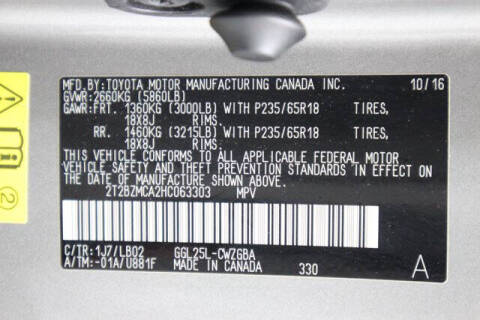 MFD.BY:TOYOTA MOTOR MANUFACTURING CANADA INC. 10/16
GVWR:2660KG (5860LB)
GAWR:FRT. 1360KG (3000LB) WITH P235/65R18 TIRES,
18X8J RIMS.
RR. 1460KG (3215LB) WITH P235/65R18 TIRES,
18X8J RIMS.
THIS VEHICLE CONFORMS TO ALL APPLICABLE FEDERAL MOTOR
VEHICLE SAFETY AND THEFT PREVENTION STANDARDS IN EFFECT ON
THE DATE OF MANUFACTURE SHOWN ABOVE.
2T2BZMCA2HC063303 MPV
C/TR:1J7/LB02 GGL25L-CWZGBA
A/TM:-01A/U881F MADE IN CANADA 330 A
2